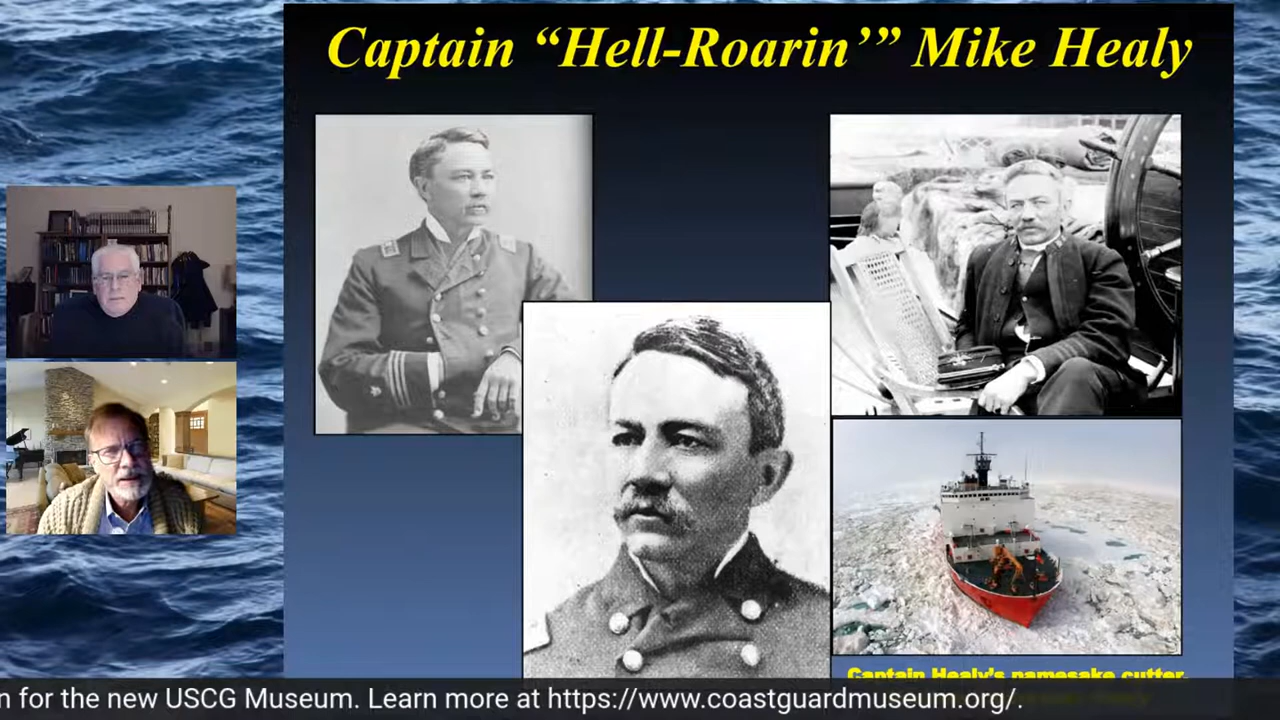 Captain “Hell-Roarin’” Mike Healy
Captain Healy's namesake cutter
n for the new USCG Museum. Learn more at https://www.coastguardmuseum.org/.